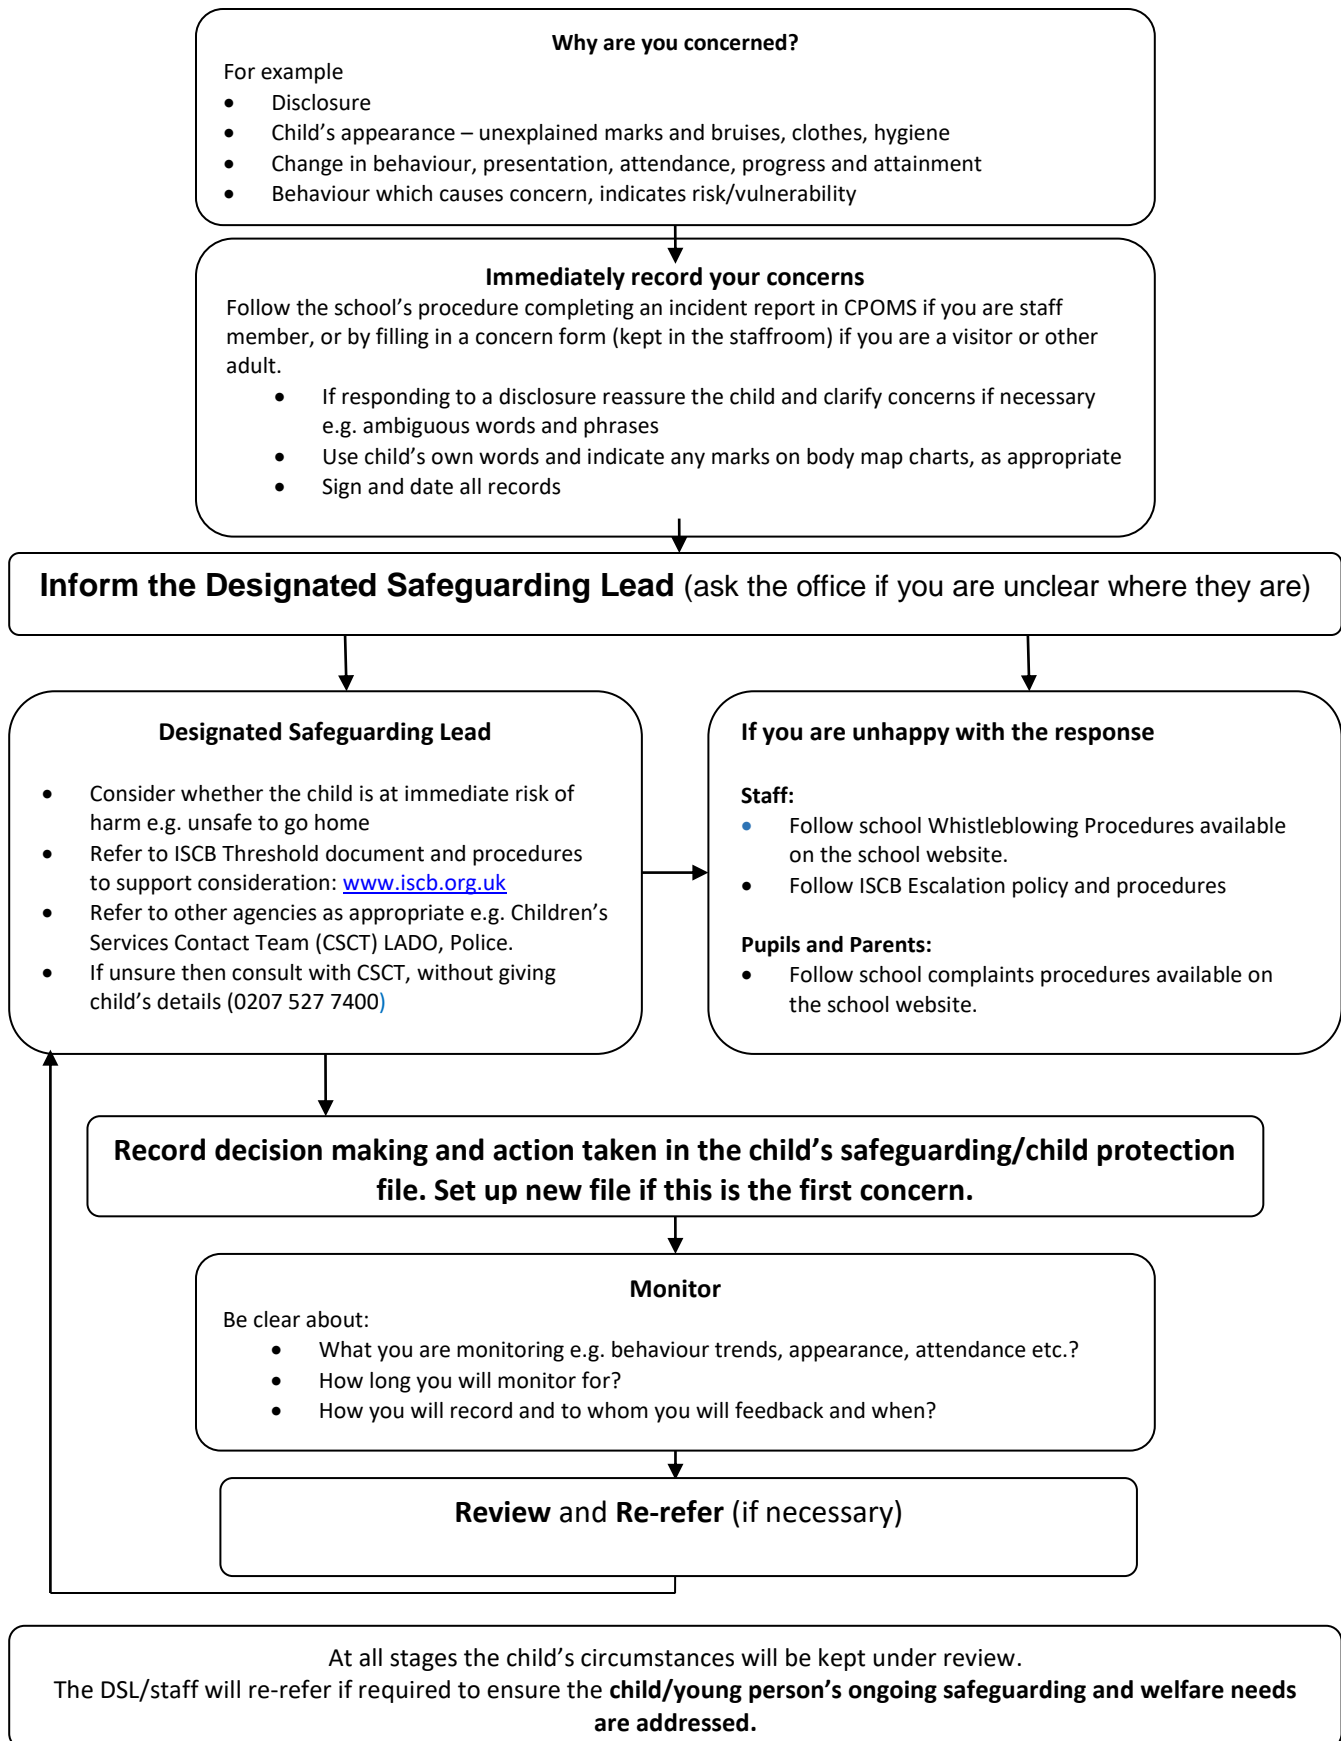 Why are you concerned?
For example
• Disclosure
• Child’s appearance – unexplained marks and bruises, clothes, hygiene
• Change in behaviour, presentation, attendance, progress and attainment
• Behaviour which causes concern, indicates risk/vulnerability
Immediately record your concerns
Follow the school’s procedure completing an incident report in CPOMS if you are staff
member, or by filling in a concern form (kept in the staffroom) if you are a visitor or other
adult.
• If responding to a disclosure reassure the child and clarify concerns if necessary
e.g. ambiguous words and phrases
• Use child’s own words and indicate any marks on body map charts, as appropriate
• Sign and date all records
Inform the Designated Safeguarding Lead (ask the office if you are unclear where they are)
Designated Safeguarding Lead
• Consider whether the child is at immediate risk of
harm e.g. unsafe to go home
• Refer to ISCB Threshold document and procedures
to support consideration: www.iscb.org.uk
• Refer to other agencies as appropriate e.g. Children’s
Services Contact Team (CSCT) LADO, Police.
• If unsure then consult with CSCT, without giving
child’s details (0207 527 7400)
If you are unhappy with the response
Staff:
• Follow school Whistleblowing Procedures available
on the school website.
• Follow ISCB Escalation policy and procedures
Pupils and Parents:
• Follow school complaints procedures available on
the school website.
Record decision making and action taken in the child’s safeguarding/child protection
file. Set up new file if this is the first concern.
Monitor
Be clear about:
• What you are monitoring e.g. behaviour trends, appearance, attendance etc.?
• How long you will monitor for?
• How you will record and to whom you will feedback and when?
Review and Re-refer (if necessary)
At all stages the child’s circumstances will be kept under review.
The DSL/staff will re-refer if required to ensure the child/young person’s ongoing safeguarding and welfare needs
are addressed.